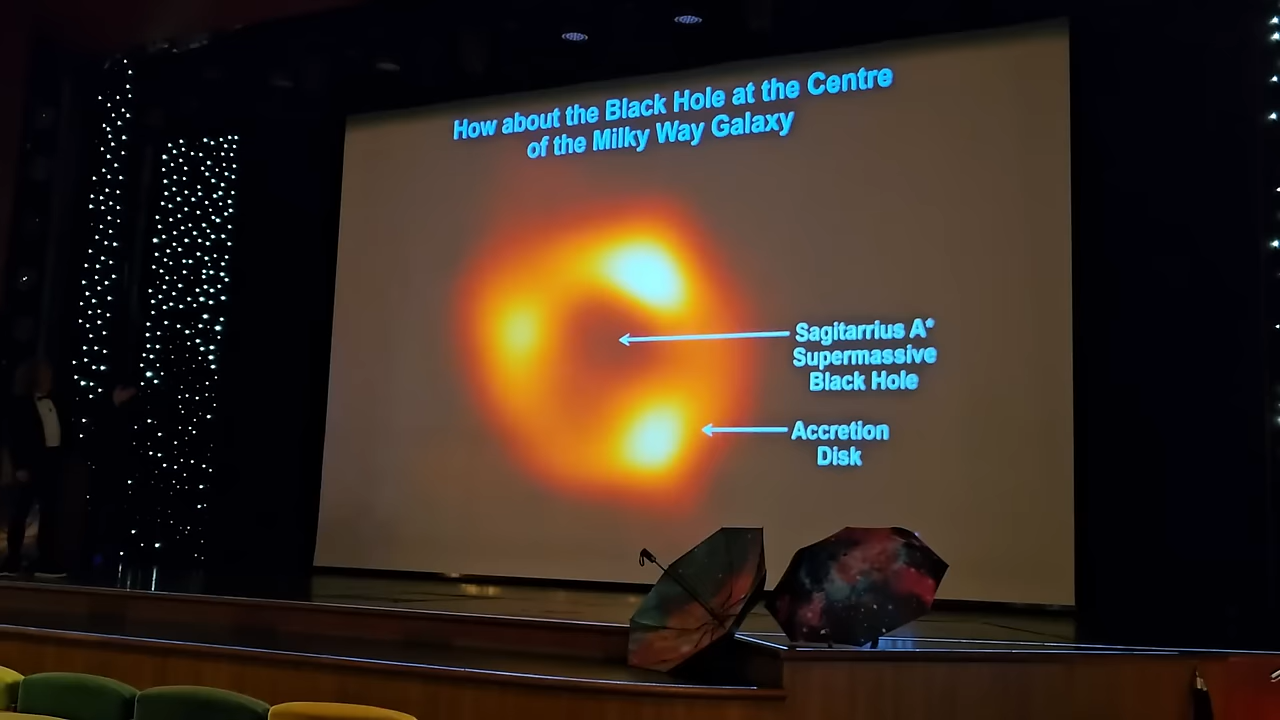 How about the Black Hole at the Centre
of the Milky Way Galaxy
Sagitarrius A*
Supermassive
Black Hole
Accretion
Disk